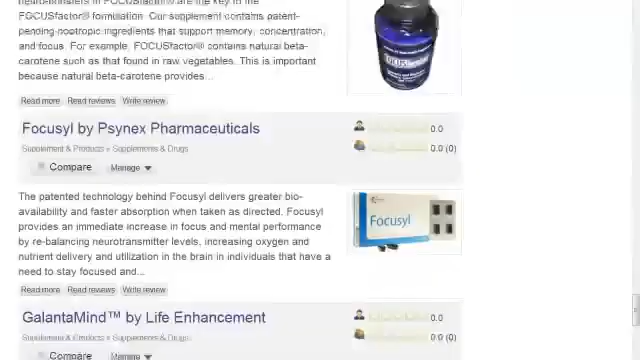 FOCUSfactor® formulation. Our supplement contains patent-
pending nootropic ingredients that support memory, concentration,
and focus. For example, FOCUSfactor® contains natural beta-
carotene such as that found in raw vegetables. This is important
because natural beta-carotene provides...
Read more Read reviews Write review
Focusyl by Psynex Pharmaceuticals
0.0
Supplement & Products » Supplements & Drugs
0.0 (0)
Compare Manage
The patented technology behind Focusyl delivers greater bio-
availability and faster absorption when taken as directed. Focusyl
provides an immediate increase in focus and mental performance
by re-balancing neurotransmitter levels, increasing oxygen and
nutrient delivery and utilization in the brain in individuals that have a
need to stay focused and...
Focusyl
Read more Read reviews Write review
GalantaMind™ by Life Enhancement
0.0
Supplement & Products » Supplements & Drugs
0.0 (0)
Compare Manage